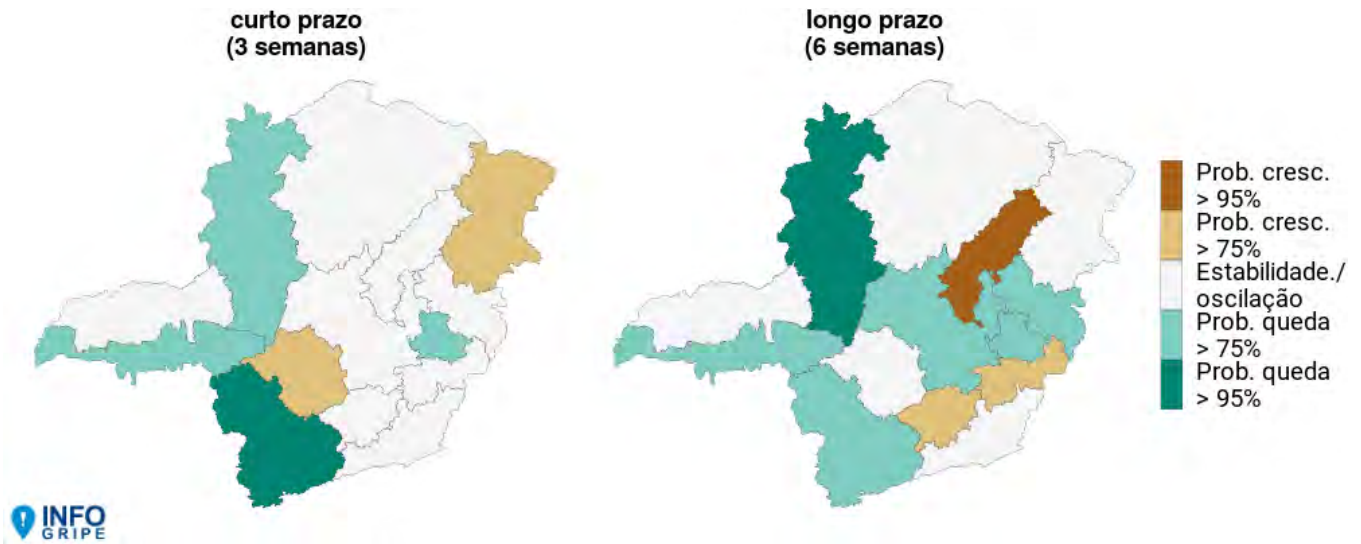 curto prazo
(3 semanas)
longo prazo
(6 semanas)
Prob. cresc.
> 95%
Prob. cresc.
> 75%
Estabilidade./
oscilação
Prob. queda
> 75%
Prob. queda
> 95%
INFO
GRIPE